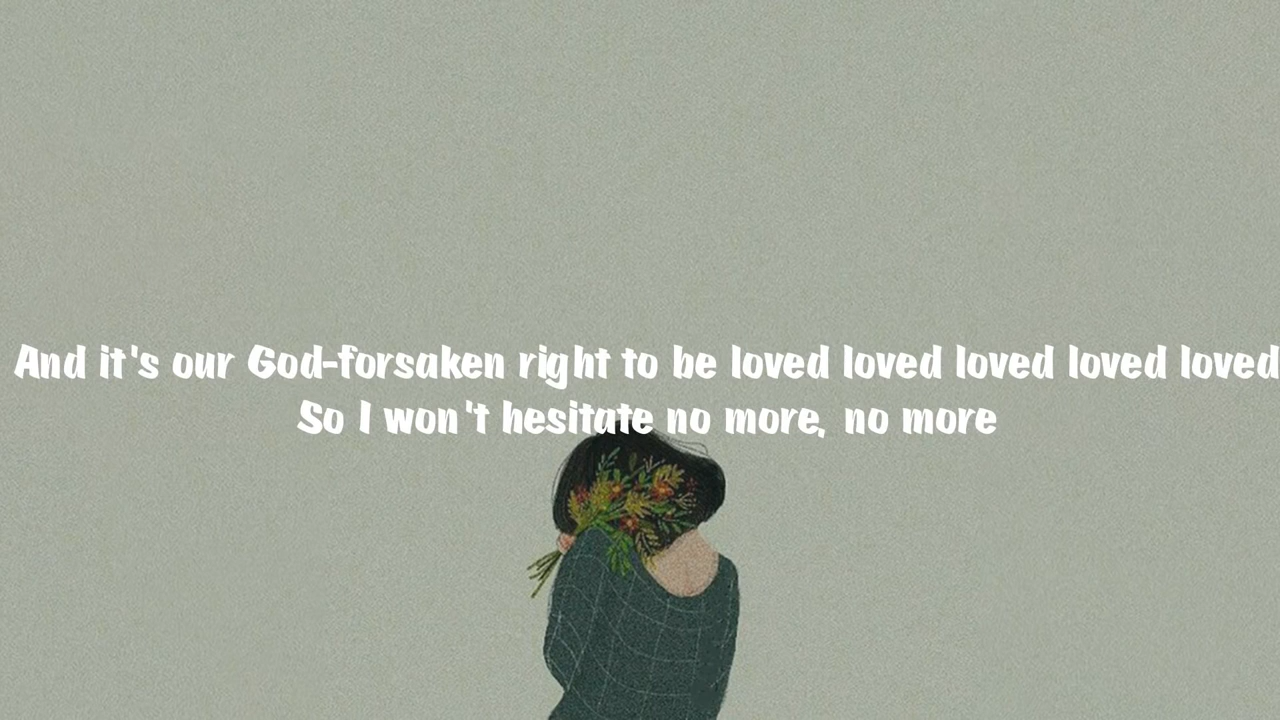 And it's our God-forsaken right to be loved loved loved loved loved
So I won't hesitate no more, no more